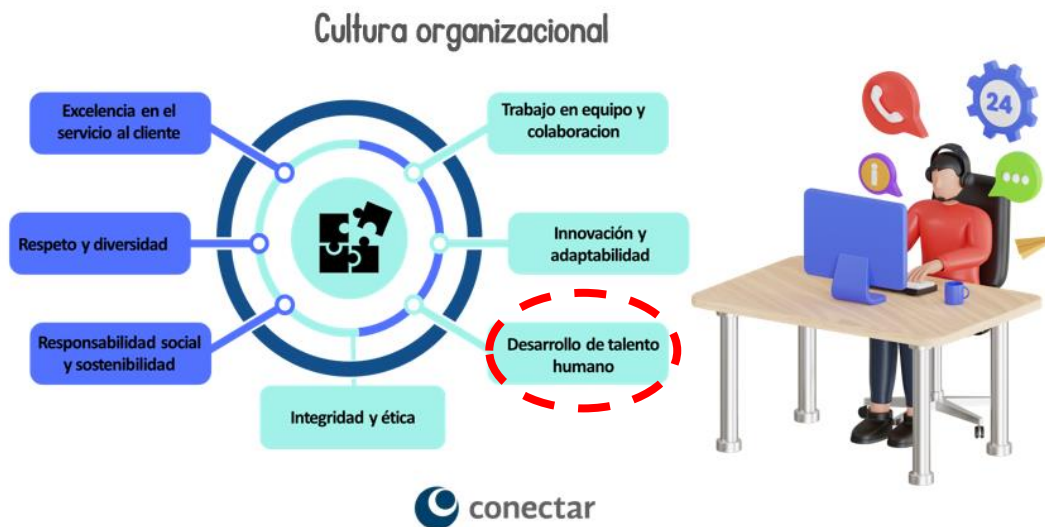 Cultura organizacional
Excelencia en el
servicio al cliente
Trabajo en equipo y
colaboracion
Respeto y diversidad
Innovación y
adaptabilidad
Responsabilidad social
y sostenibilidad
Desarrollo de talento
humano
Integridad y ética
24
i
conectar